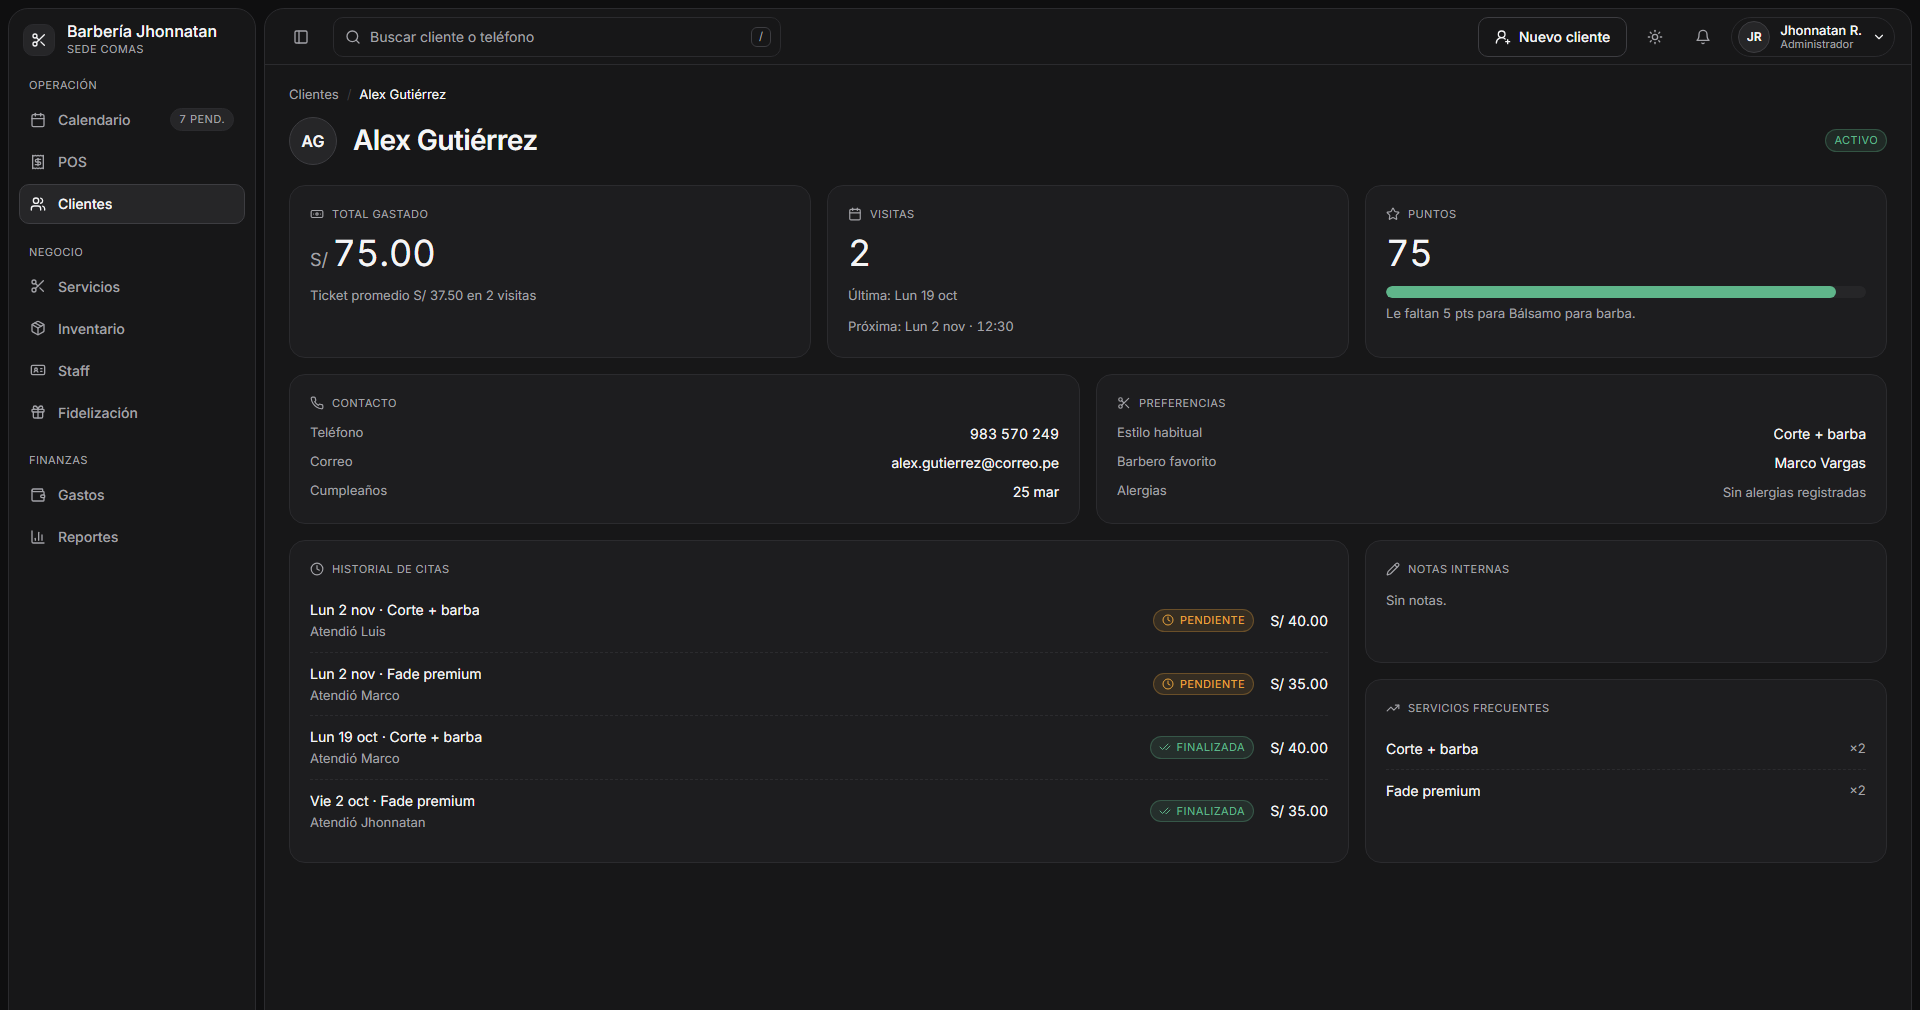 Barbería Jhonnatan
SEDE COMAS
OPERACIÓN
Calendario 7 PEND.
POS
Clientes
NEGOCIO
Servicios
Inventario
Staff
Fidelización
FINANZAS
Gastos
Reportes
Buscar cliente o teléfono /
Nuevo cliente
JR Jhonnatan R.
Administrador
Clientes / Alex Gutiérrez
AG Alex Gutiérrez
ACTIVO
TOTAL GASTADO
S/ 75.00
Ticket promedio S/ 37.50 en 2 visitas
VISITAS
2
Última: Lun 19 oct
Próxima: Lun 2 nov · 12:30
PUNTOS
75
Le faltan 5 pts para Bálsamo para barba.
CONTACTO
Teléfono 983 570 249
Correo alex.gutierrez@correo.pe
Cumpleaños 25 mar
PREFERENCIAS
Estilo habitual Corte + barba
Barbero favorito Marco Vargas
Alergias Sin alergias registradas
HISTORIAL DE CITAS
Lun 2 nov · Corte + barba
Atendió Luis
PENDIENTE S/ 40.00
Lun 2 nov · Fade premium
Atendió Marco
PENDIENTE S/ 35.00
Lun 19 oct · Corte + barba
Atendió Marco
FINALIZADA S/ 40.00
Vie 2 oct · Fade premium
Atendió Jhonnatan
FINALIZADA S/ 35.00
NOTAS INTERNAS
Sin notas.
SERVICIOS FRECUENTES
Corte + barba ×2
Fade premium ×2